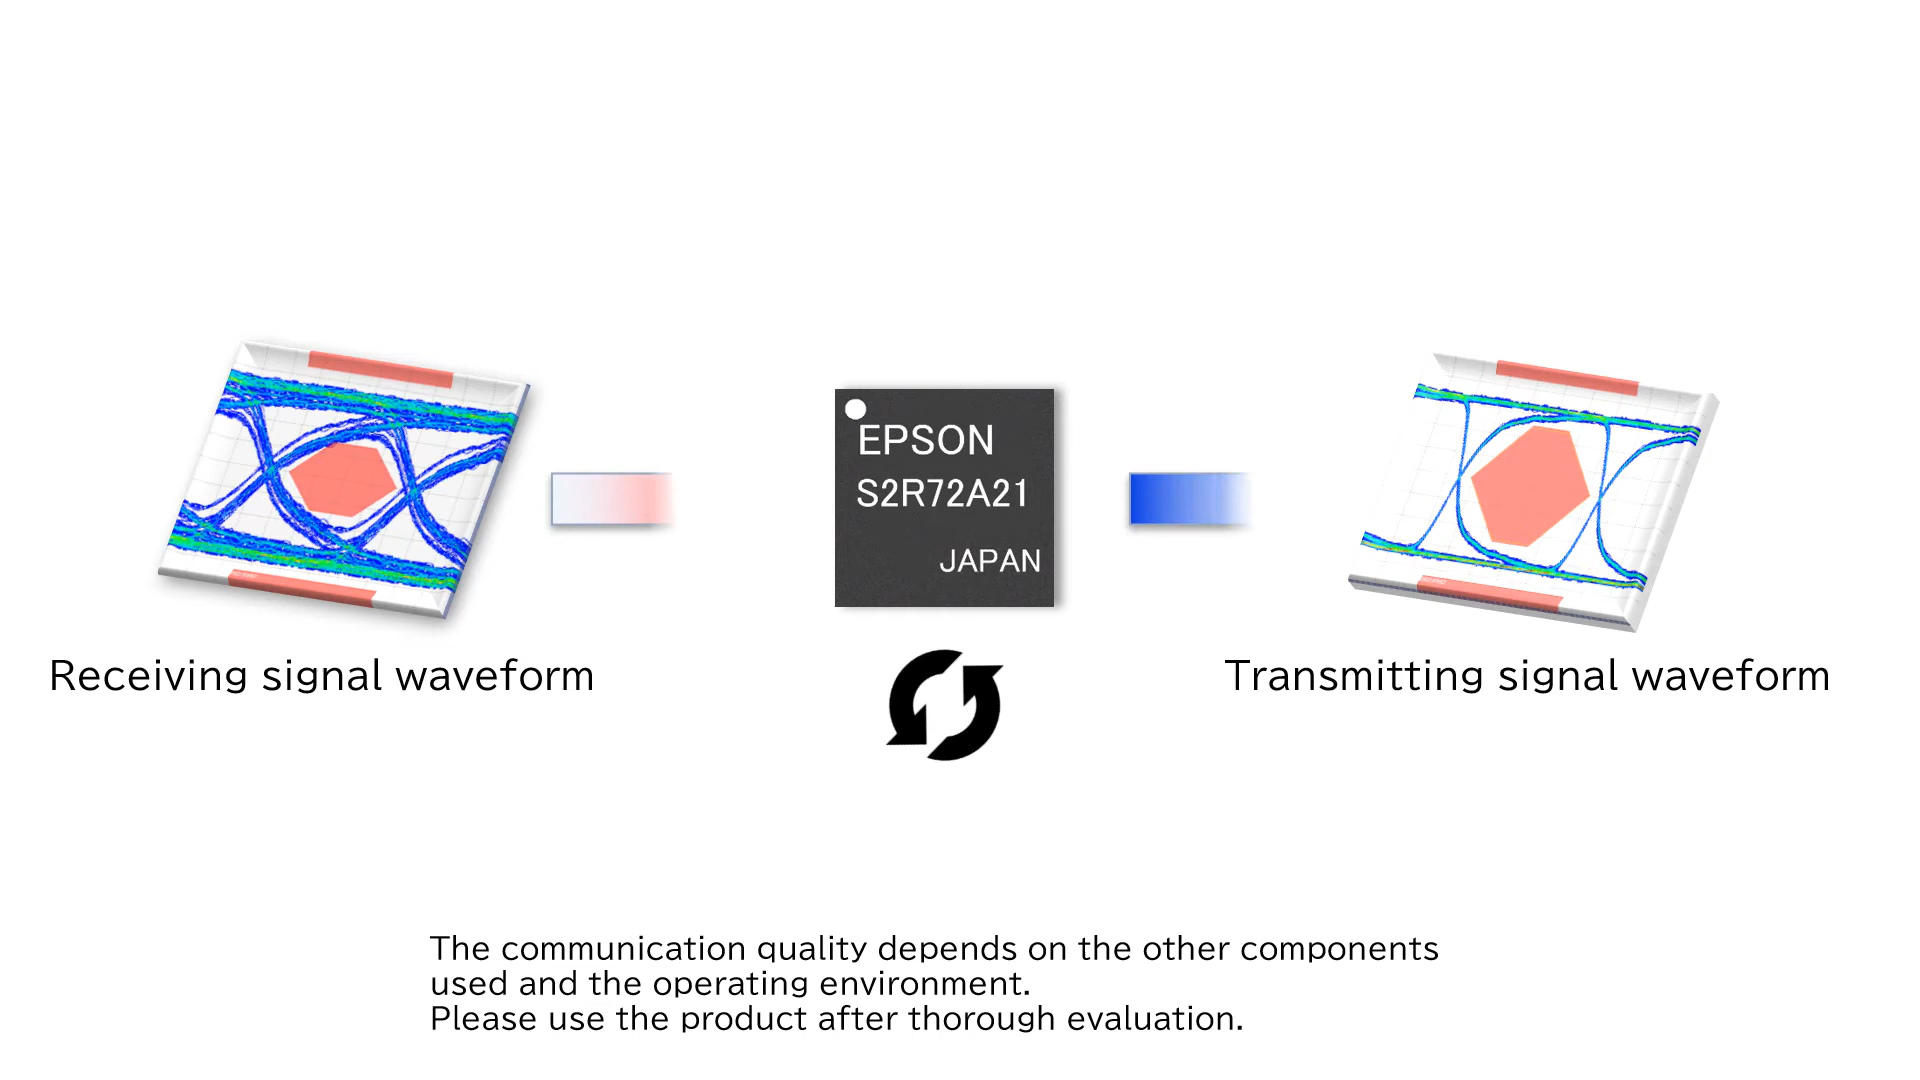 EPSON
S2R72A21
JAPAN
Receiving signal waveform
Transmitting signal waveform
The communication quality depends on the other components
used and the operating environment.
Please use the product after thorough evaluation.